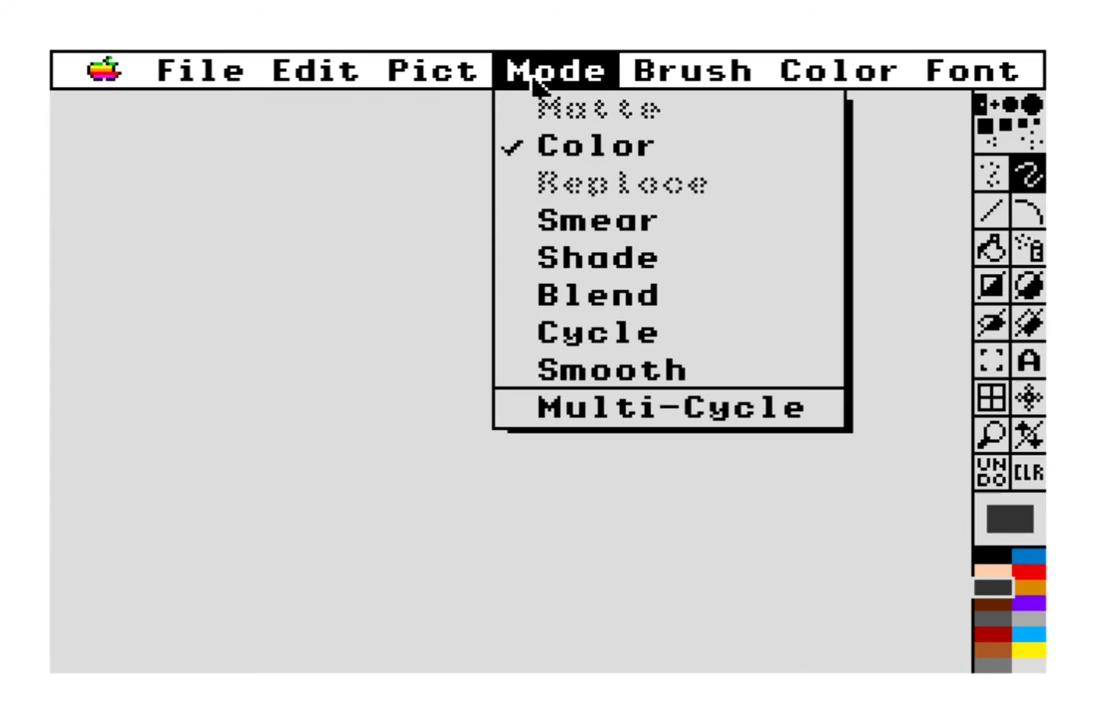 File Edit Pict Mode Brush Color Font
Matte
Color
Replace
Smear
Shade
Blend
Cycle
Smooth
Multi-Cycle
A
UN
DO CLR